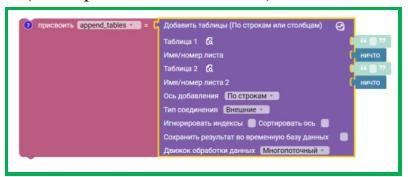 присвоить append_tables = Добавить таблицы (По строкам или столбцам)
Таблица 1 “ ”
Имя/номер листа ничто
Таблица 2 “ ”
Имя/номер листа 2 ничто
Ось добавления По строкам
Тип соединения Внешние
Игнорировать индексы Сортировать ось
Сохранить результат во временную базу данных
Движок обработки данных Многопоточный